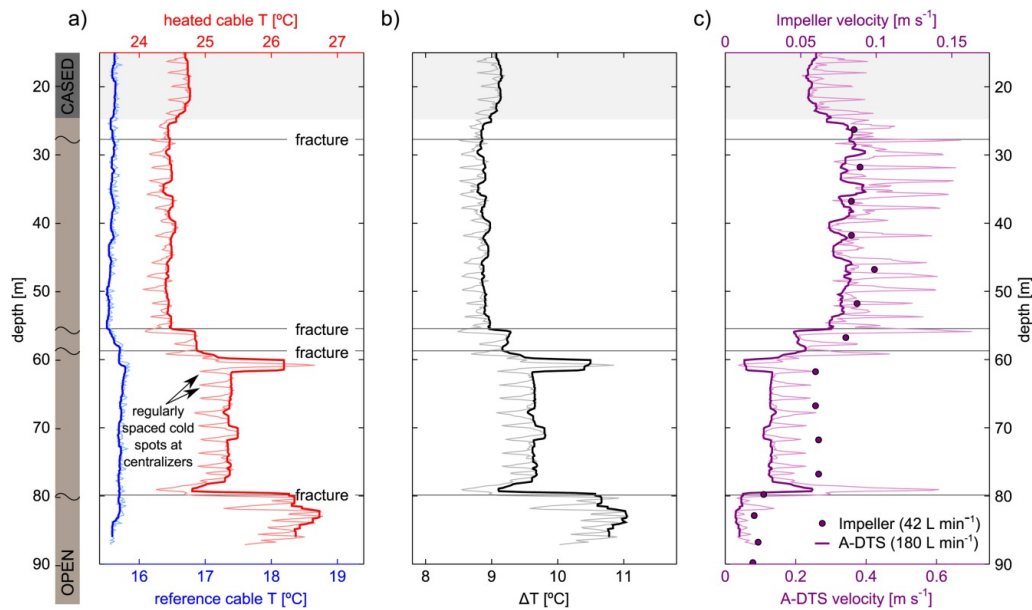 a)
heated cable T [ºC]
24 25 26 27
b)
c)
Impeller velocity [m s⁻¹]
0 0.05 0.1 0.15
CASED
OPEN
depth [m]
20
30
40
50
60
70
80
90
fracture
fracture
fracture
fracture
regularly
spaced cold
spots at
centralizers
16 17 18 19
reference cable T [ºC]
8 9 10 11
ΔT [ºC]
20
30
40
50
60
70
80
90
depth [m]
Impeller (42 L min⁻¹)
A-DTS (180 L min⁻¹)
0 0.2 0.4 0.6
A-DTS velocity [m s⁻¹]